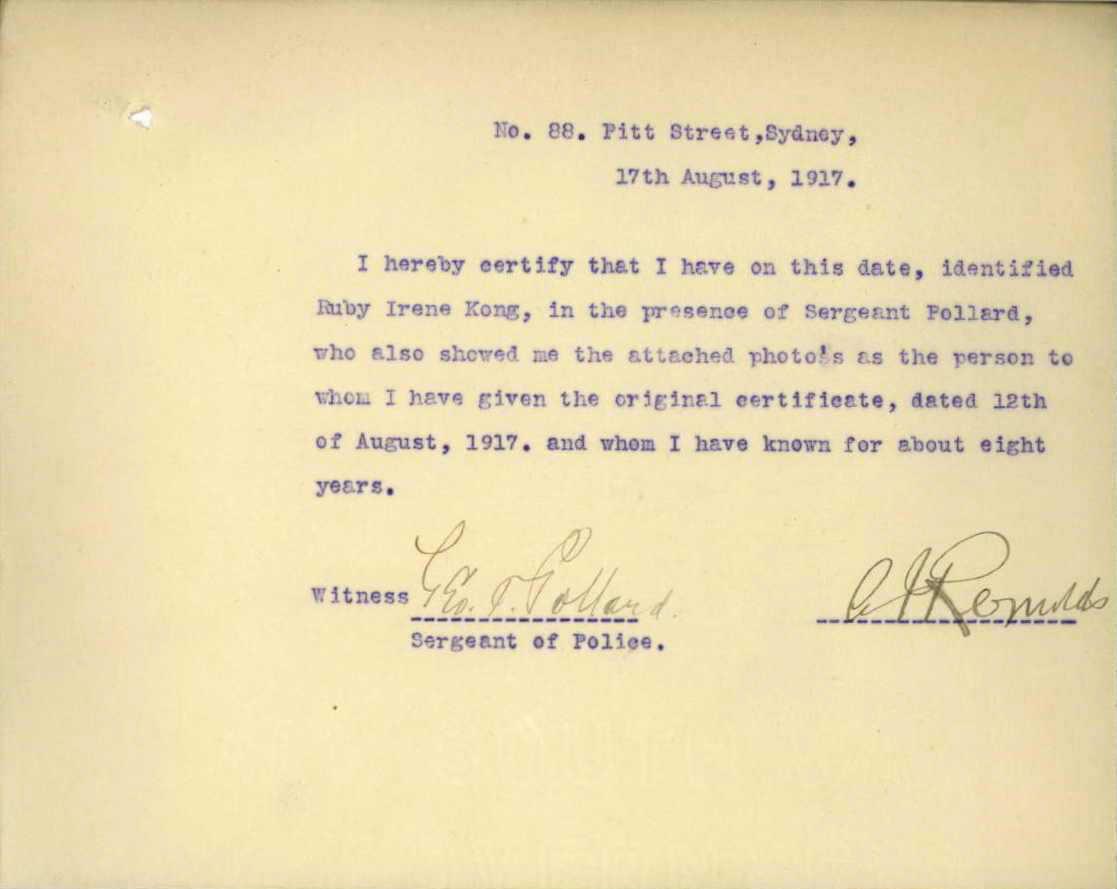 No. 88. Pitt Street,Sydney,
17th August, 1917.
I hereby certify that I have on this date, identified
Ruby Irene Kong, in the presence of Sergeant Pollard,
who also showed me the attached photo's as the person to
whom I have given the original certificate, dated 12th
of August, 1917. and whom I have known for about eight
years.
Witness Geo. T. Pollard.
Sergeant of Police.
Reynolds